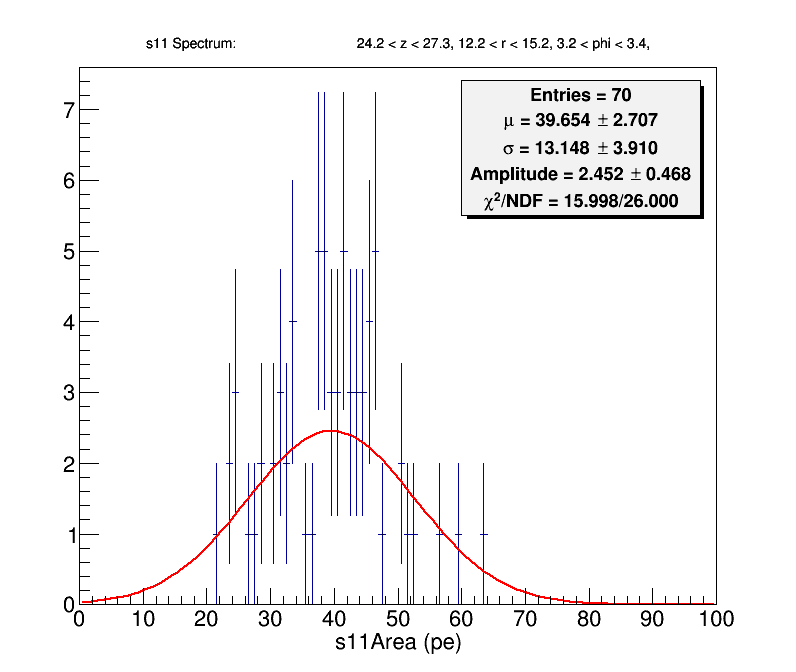 s11 Spectrum: 24.2 < z < 27.3, 12.2 < r < 15.2, 3.2 < phi < 3.4,
Entries = 70
μ = 39.654 ± 2.707
σ = 13.148 ± 3.910
Amplitude = 2.452 ± 0.468
χ²/NDF = 15.998/26.000
7
6
5
4
3
2
1
0
0 10 20 30 40 50 60 70 80 90 100
s11Area (pe)